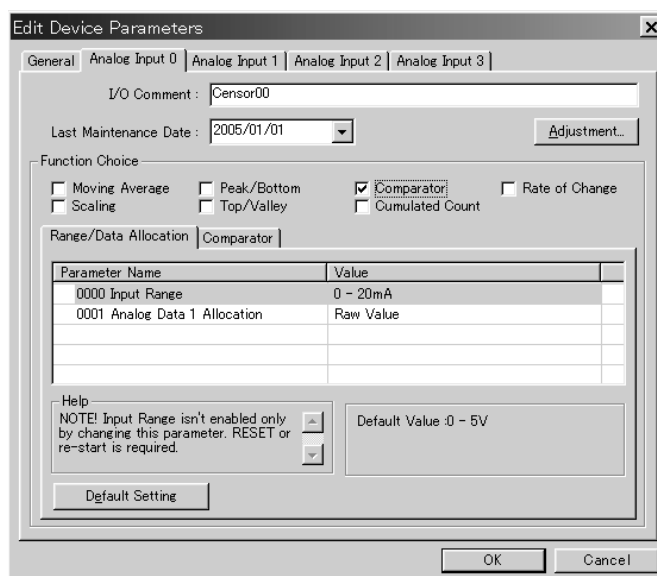 Edit Device Parameters
General Analog Input 0 Analog Input 1 Analog Input 2 Analog Input 3
I/O Comment : Censor00
Last Maintenance Date : 2005/01/01 Adjustment...
Function Choice
Moving Average Peak/Bottom Comparator Rate of Change
Scaling Top/Valley Cumulated Count
Range/Data Allocation Comparator
Parameter Name Value
0000 Input Range 0 - 20mA
0001 Analog Data 1 Allocation Raw Value
Help
NOTE! Input Range isn't enabled only
by changing this parameter. RESET or
re-start is required.
Default Value :0 - 5V
Default Setting
OK Cancel